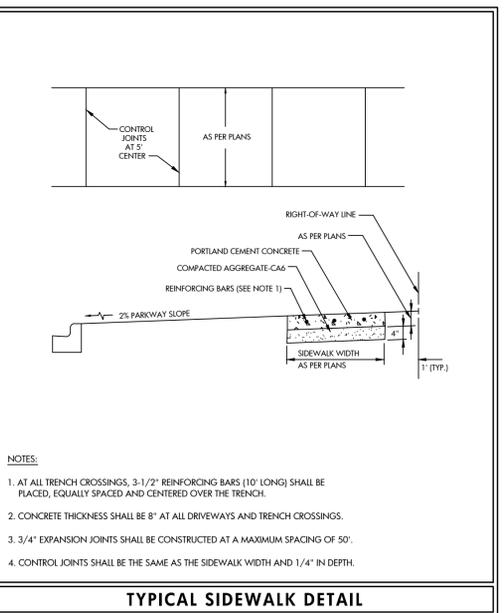 CONTROL
JOINTS
AT 5'
CENTER
AS PER PLANS
RIGHT-OF-WAY LINE
AS PER PLANS
PORTLAND CEMENT CONCRETE
COMPACTED AGGREGATE-CA6
REINFORCING BARS (SEE NOTE 1)
2% PARKWAY SLOPE
4"
SIDEWALK WIDTH
AS PER PLANS
1' (TYP.)
NOTES:
1. AT ALL TRENCH CROSSINGS, 3-1/2" REINFORCING BARS (10' LONG) SHALL BE
PLACED, EQUALLY SPACED AND CENTERED OVER THE TRENCH.
2. CONCRETE THICKNESS SHALL BE 8" AT ALL DRIVEWAYS AND TRENCH CROSSINGS.
3. 3/4" EXPANSION JOINTS SHALL BE CONSTRUCTED AT A MAXIMUM SPACING OF 50'.
4. CONTROL JOINTS SHALL BE THE SAME AS THE SIDEWALK WIDTH AND 1/4" IN DEPTH.
TYPICAL SIDEWALK DETAIL